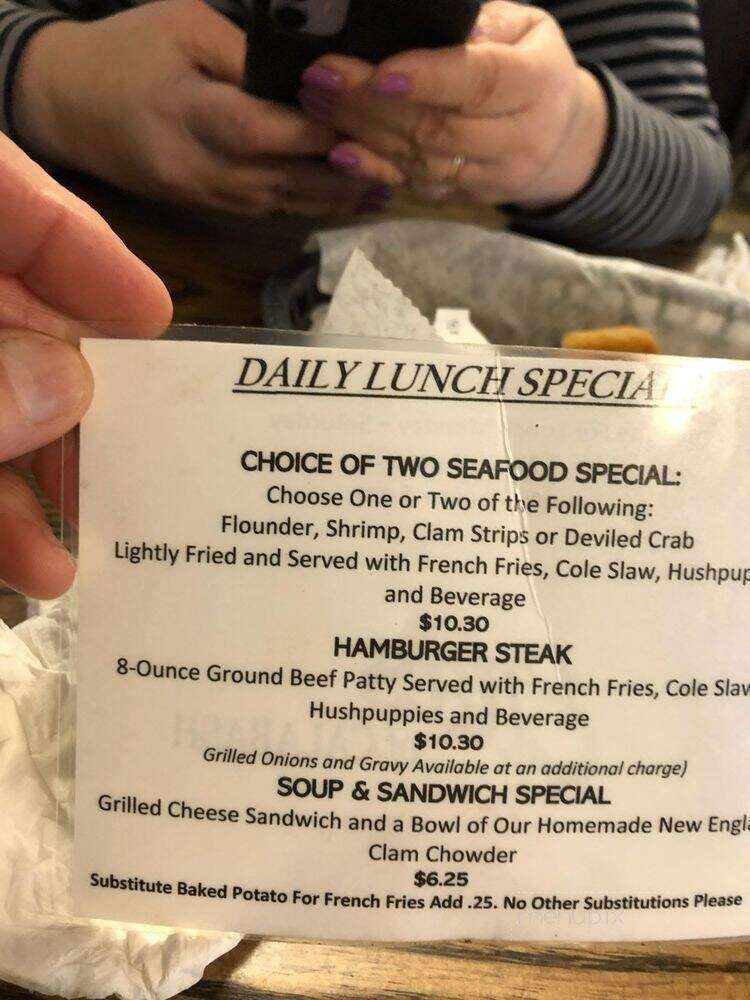 DAILY LUNCH SPECIA
CHOICE OF TWO SEAFOOD SPECIAL:
Choose One or Two of the Following:
Flounder, Shrimp, Clam Strips or Deviled Crab
Lightly Fried and Served with French Fries, Cole Slaw, Hushpup
and Beverage
$10.30
HAMBURGER STEAK
8-Ounce Ground Beef Patty Served with French Fries, Cole Slaw
Hushpuppies and Beverage
$10.30
Grilled Onions and Gravy Available at an additional charge)
SOUP & SANDWICH SPECIAL
Grilled Cheese Sandwich and a Bowl of Our Homemade New Engla
Clam Chowder
$6.25
Substitute Baked Potato For French Fries Add .25. No Other Substitutions Please